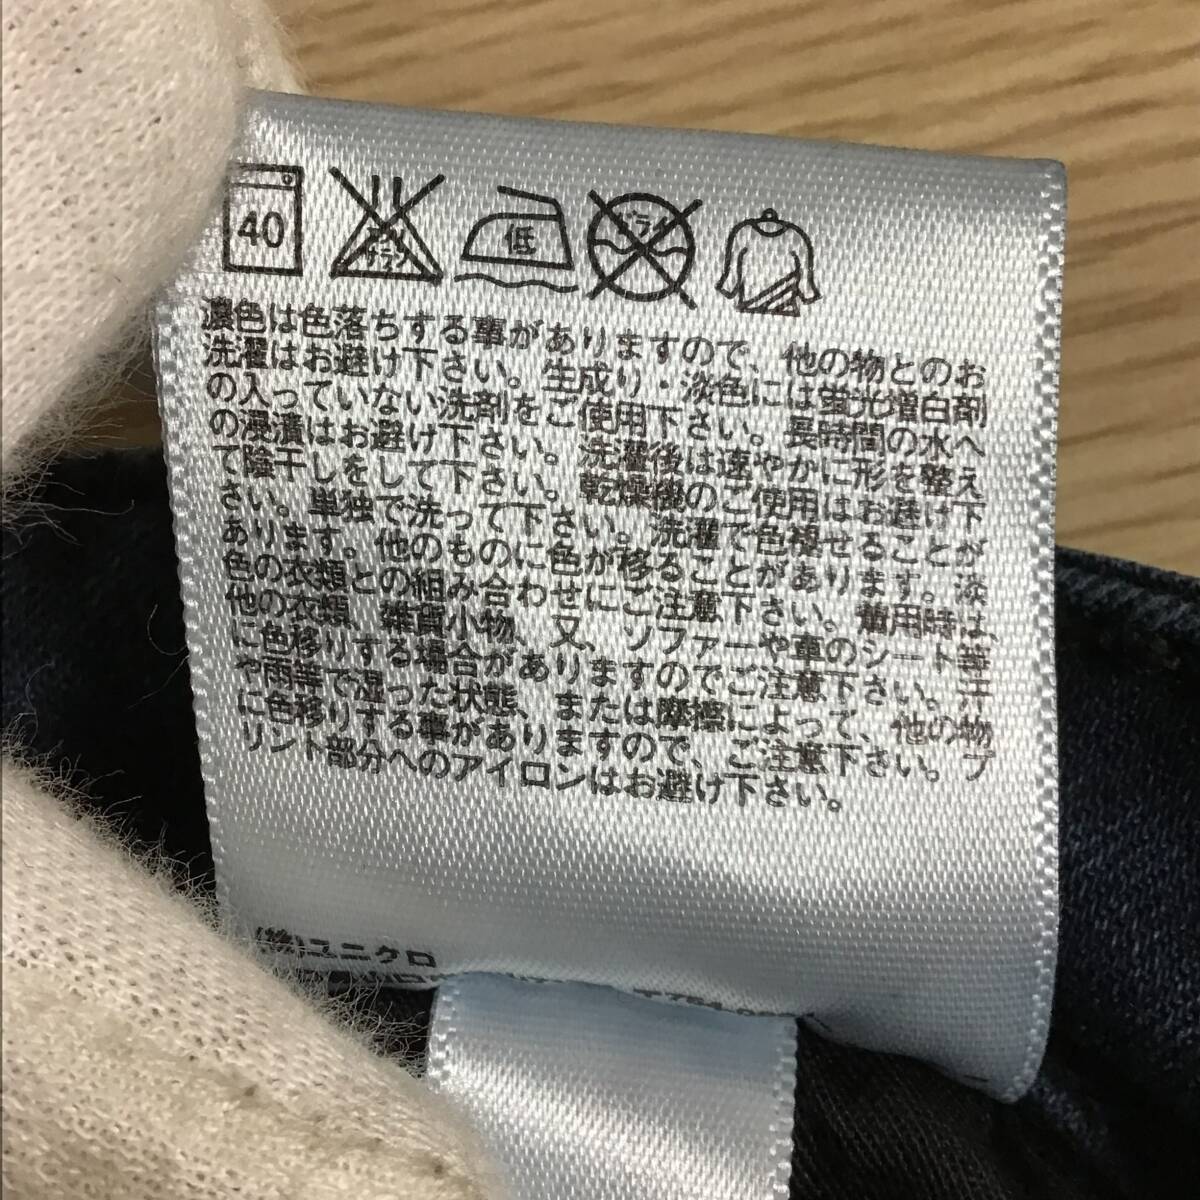 40
エンソ サラシ
低
ドライ
濃色は色落ちする事がありますので、他の物とのお
洗濯はお避け下さい。生成り・淡色には蛍光増白剤
の入っていない洗剤をご使用下さい。長時間の水へ
の浸漬はお避け下さい。洗濯後は速やかに形を整え
て陰干しをして下さい。乾燥後のご使用はお避け下
さい。単独で洗って下さい。洗濯で色褪せることが
あります。他のものに色が移ることがあります。淡
色の衣類との組み合わせにご注意下さい。着用時は、
他の衣類、雑貨小物、又、ソファーや車のシート等
に色移りする場合がありますのでご注意下さい。汗
や雨等で湿った状態、または摩擦によって、他の物
に色移りする事がありますので、ご注意下さい。プ
リント部分へのアイロンはお避け下さい。
(株)ユニクロ